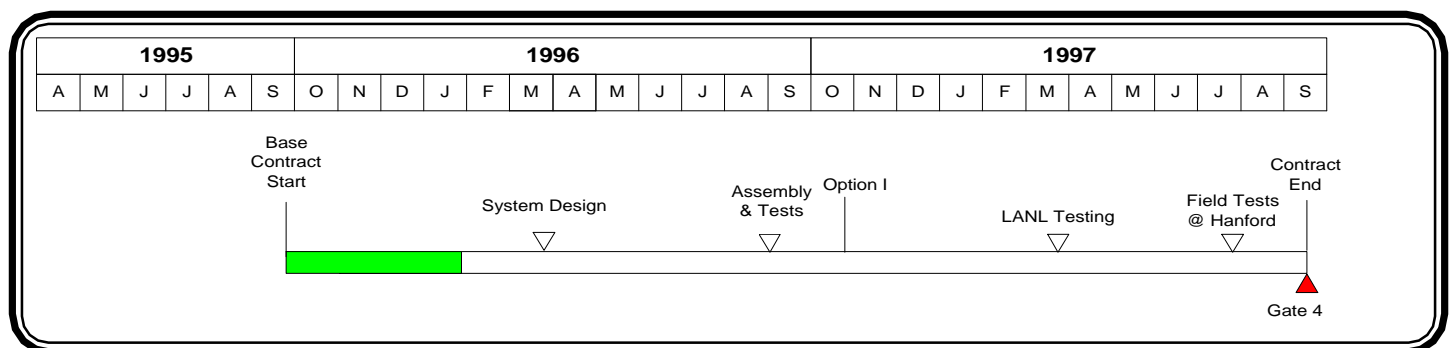 1995 1996 1997
A M J J A S O N D J F M A M J J A S O N D J F M A M J J A S
Base
Contract
Start
System Design
Assembly
& Tests
Option I
LANL Testing
Field Tests
@ Hanford
Contract
End
Gate 4